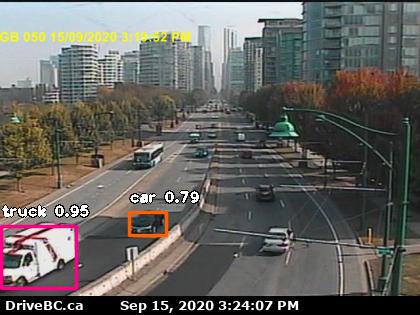 GB 050 15/09/2020 3:18:52 PM
car 0.79
truck 0.95
DriveBC.ca Sep 15, 2020 3:24:07 PM